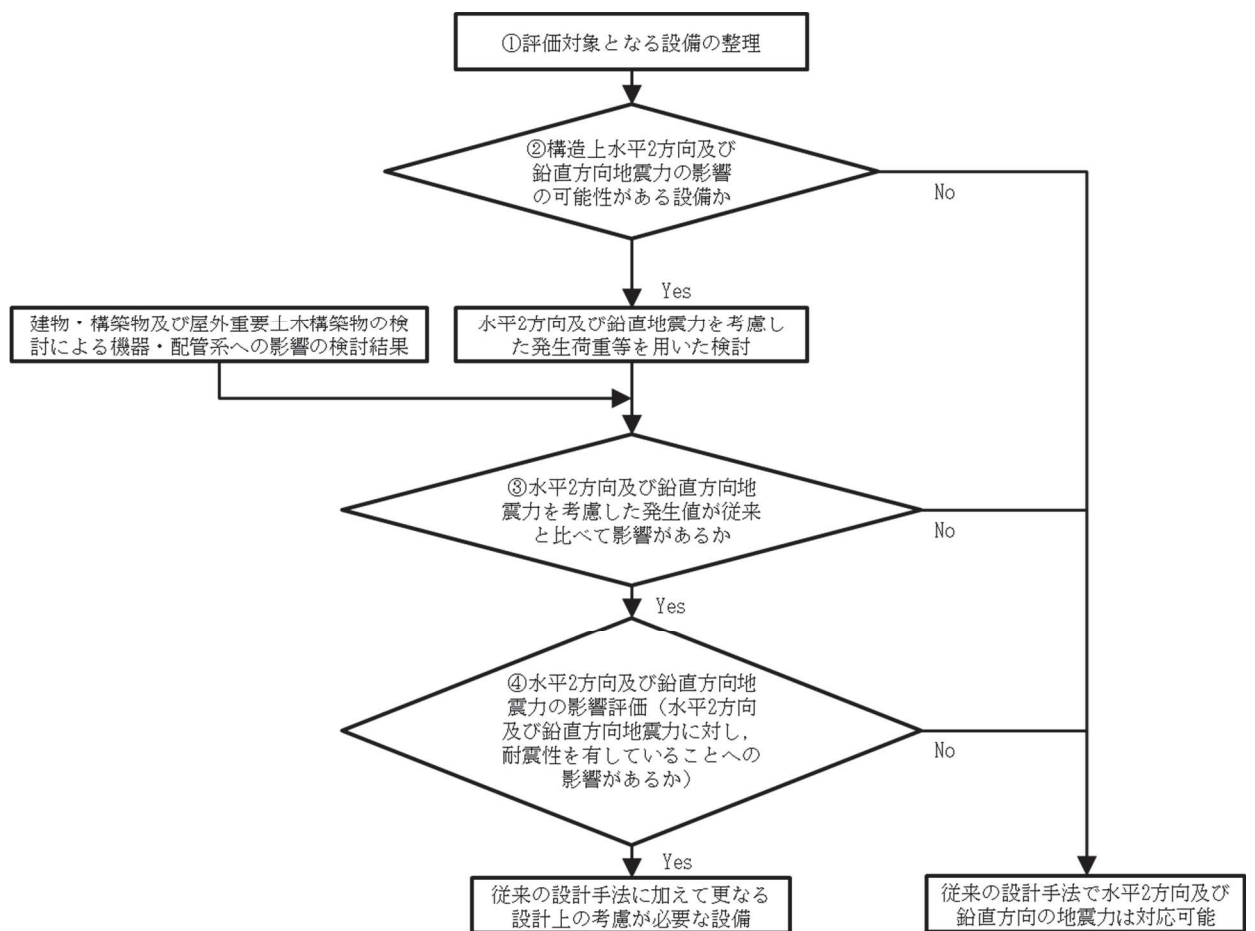 ①評価対象となる設備の整理
②構造上水平2方向及び
鉛直方向地震力の影響
の可能性がある設備か
No
Yes
建物・構築物及び屋外重要土木構築物の検
討による機器・配管系への影響の検討結果
水平2方向及び鉛直地震力を考慮し
た発生荷重等を用いた検討
③水平2方向及び鉛直方向地
震力を考慮した発生値が従来
と比べて影響があるか
No
Yes
④水平2方向及び鉛直方向地
震力の影響評価（水平2方向
及び鉛直方向地震力に対し，
耐震性を有していることへの
影響があるか）
No
Yes
従来の設計手法に加えて更なる
設計上の考慮が必要な設備
従来の設計手法で水平2方向及び
鉛直方向の地震力は対応可能